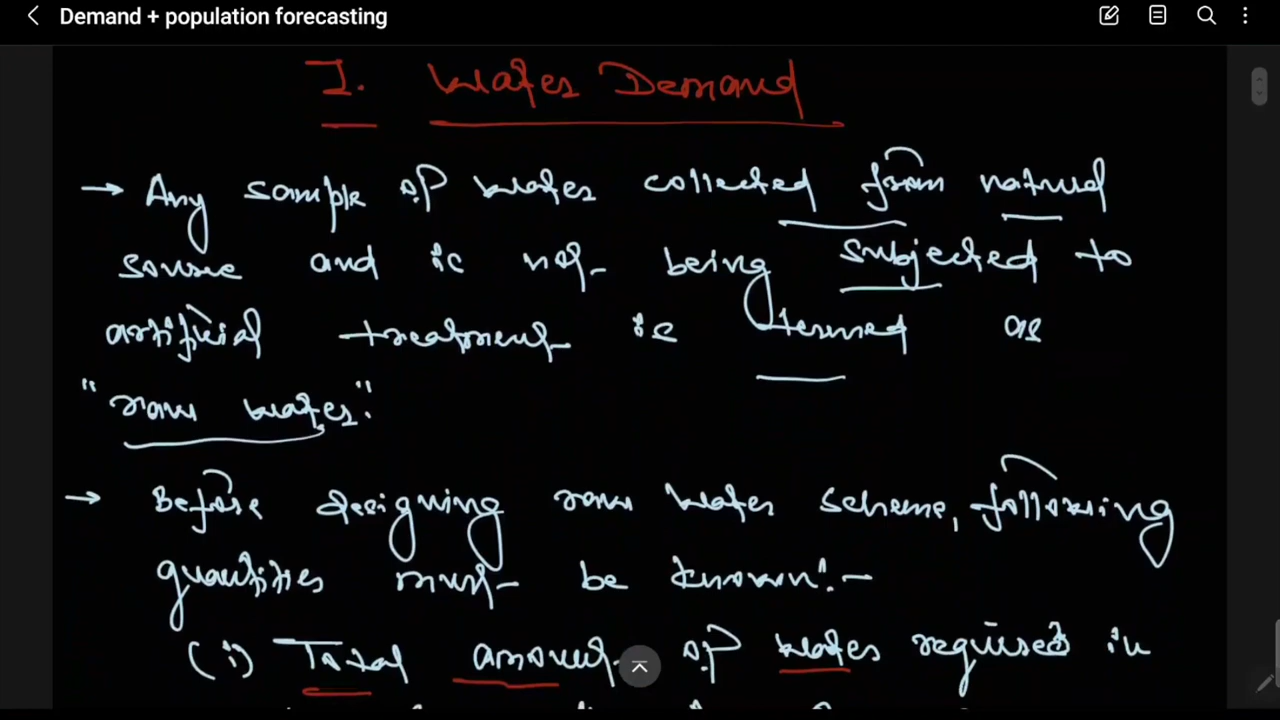 Demand + population forecasting
I. Water Demand
→ Any sample of water collected from natural
source and is not being subjected to
artificial treatment is termed as
"raw water".
→ Before designing raw water scheme, following
quantities must be known:-
(i) Total amount of water required in